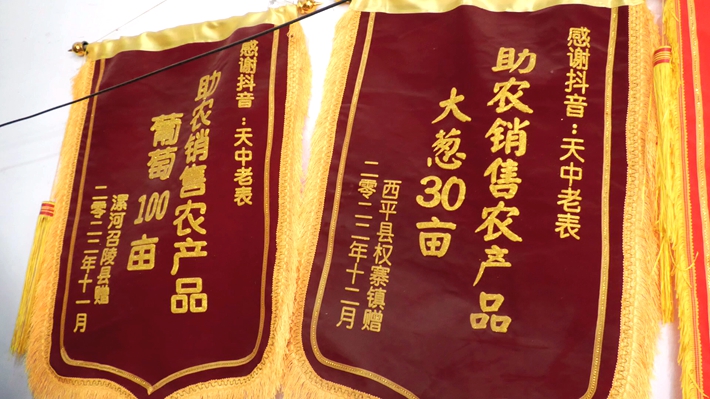 感谢抖音:天中老表
助农销售农产品
葡萄100亩
漯河召陵县赠
二零二二年十一月
感谢抖音:天中老表
助农销售农产品
大葱30亩
西平县权寨镇赠
二零二二年十二月